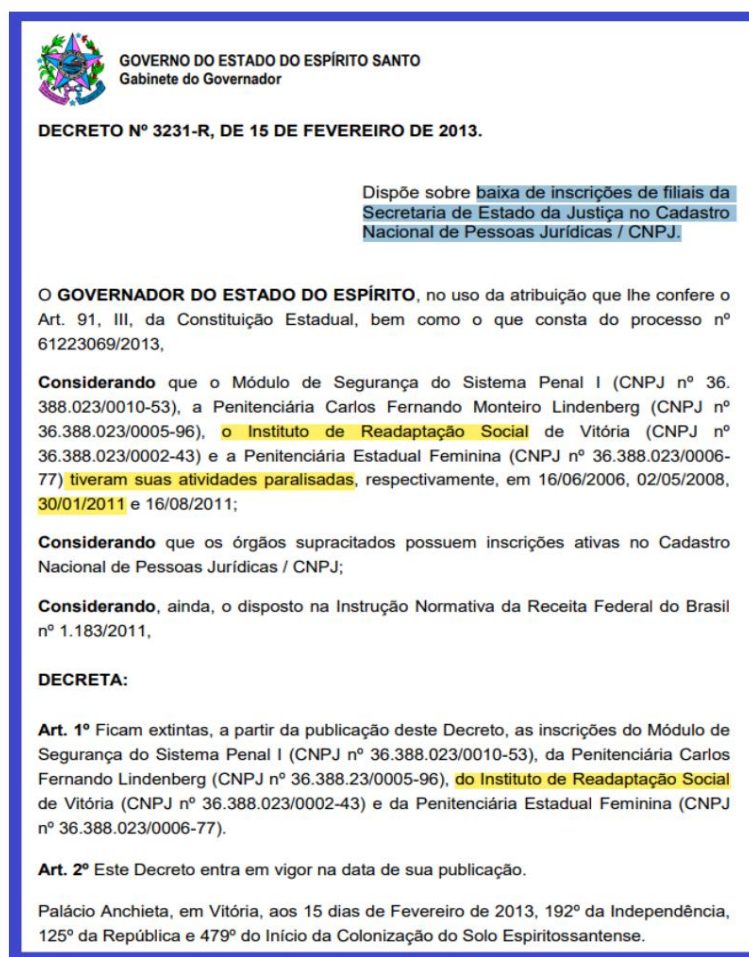 GOVERNO DO ESTADO DO ESPÍRITO SANTO
Gabinete do Governador
DECRETO Nº 3231-R, DE 15 DE FEVEREIRO DE 2013.
Dispõe sobre baixa de inscrições de filiais da
Secretaria de Estado da Justiça no Cadastro
Nacional de Pessoas Jurídicas / CNPJ.
O GOVERNADOR DO ESTADO DO ESPÍRITO, no uso da atribuição que lhe confere o
Art. 91, III, da Constituição Estadual, bem como o que consta do processo nº
61223069/2013,
Considerando que o Módulo de Segurança do Sistema Penal I (CNPJ nº 36.
388.023/0010-53), a Penitenciária Carlos Fernando Monteiro Lindenberg (CNPJ nº
36.388.023/0005-96), o Instituto de Readaptação Social de Vitória (CNPJ nº
36.388.023/0002-43) e a Penitenciária Estadual Feminina (CNPJ nº 36.388.023/0006-
77) tiveram suas atividades paralisadas, respectivamente, em 16/06/2006, 02/05/2008,
30/01/2011 e 16/08/2011;
Considerando que os órgãos supracitados possuem inscrições ativas no Cadastro
Nacional de Pessoas Jurídicas / CNPJ;
Considerando, ainda, o disposto na Instrução Normativa da Receita Federal do Brasil
nº 1.183/2011,
DECRETA:
Art. 1º Ficam extintas, a partir da publicação deste Decreto, as inscrições do Módulo de
Segurança do Sistema Penal I (CNPJ nº 36.388.023/0010-53), da Penitenciária Carlos
Fernando Lindenberg (CNPJ nº 36.388.23/0005-96), do Instituto de Readaptação Social
de Vitória (CNPJ nº 36.388.023/0002-43) e da Penitenciária Estadual Feminina (CNPJ
nº 36.388.023/0006-77).
Art. 2º Este Decreto entra em vigor na data de sua publicação.
Palácio Anchieta, em Vitória, aos 15 dias de Fevereiro de 2013, 192º da Independência,
125º da República e 479º do Início da Colonização do Solo Espiritossantense.